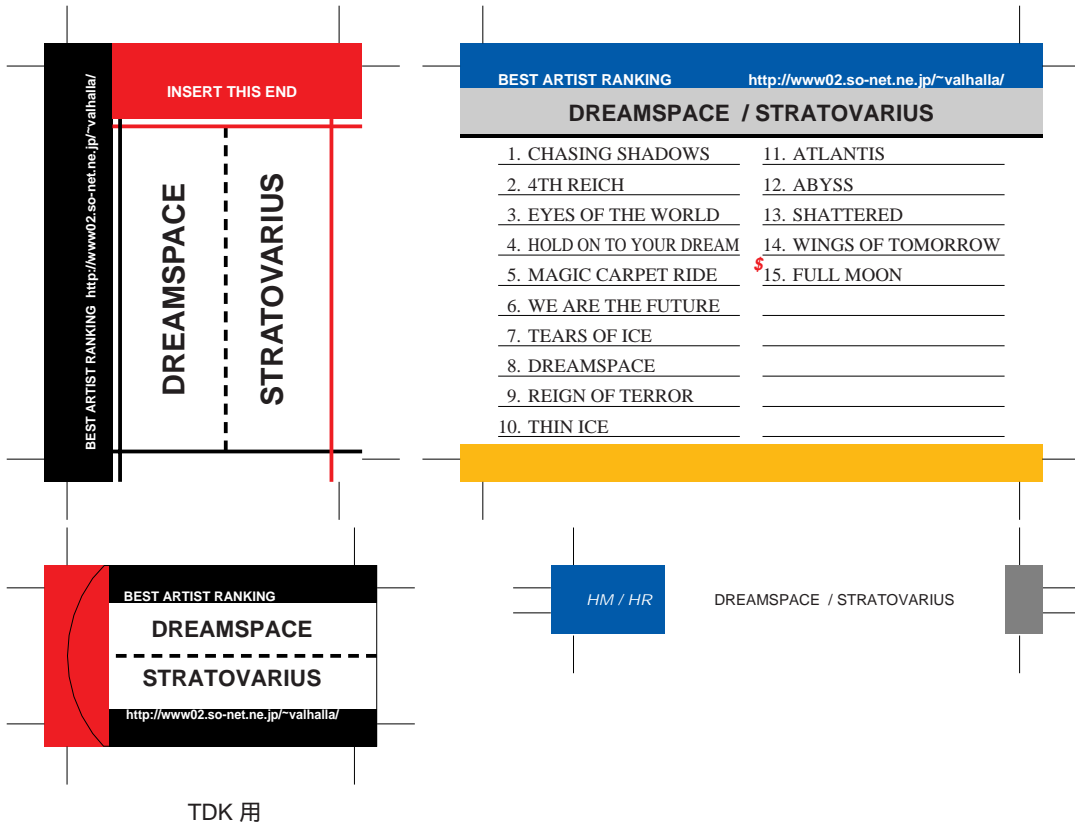 BEST ARTIST RANKING  http://www02.so-net.ne.jp/~valhalla/
INSERT THIS END
DREAMSPACE
STRATOVARIUS
BEST ARTIST RANKING http://www02.so-net.ne.jp/~valhalla/
DREAMSPACE / STRATOVARIUS
1. CHASING SHADOWS
2. 4TH REICH
3. EYES OF THE WORLD
4. HOLD ON TO YOUR DREAM
5. MAGIC CARPET RIDE
6. WE ARE THE FUTURE
7. TEARS OF ICE
8. DREAMSPACE
9. REIGN OF TERROR
10. THIN ICE
11. ATLANTIS
12. ABYSS
13. SHATTERED
14. WINGS OF TOMORROW
$ 15. FULL MOON
BEST ARTIST RANKING
DREAMSPACE
STRATOVARIUS
http://www02.so-net.ne.jp/~valhalla/
TDK 用
HM / HR DREAMSPACE / STRATOVARIUS